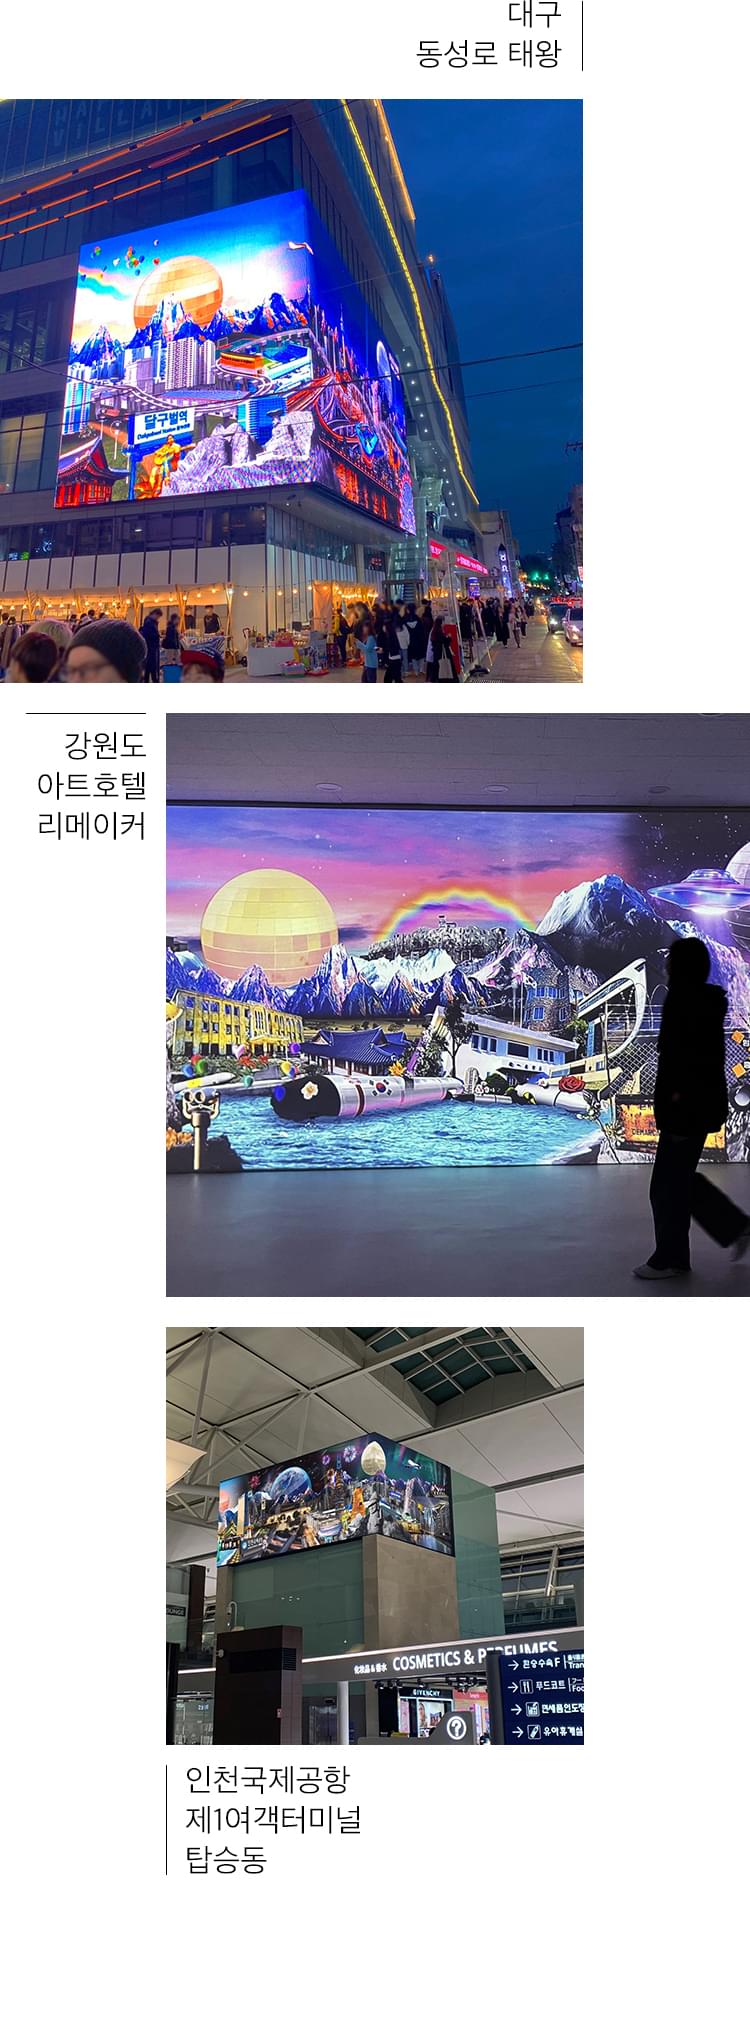 대구
동성로 태왕
달구벌역
강원도
아트호텔
리메이커
COSMETICS & PERFUMES
GIVENCHY
환승수속 F
푸드코트
면세품인도장
유아휴게실
인천국제공항
제1여객터미널
탑승동